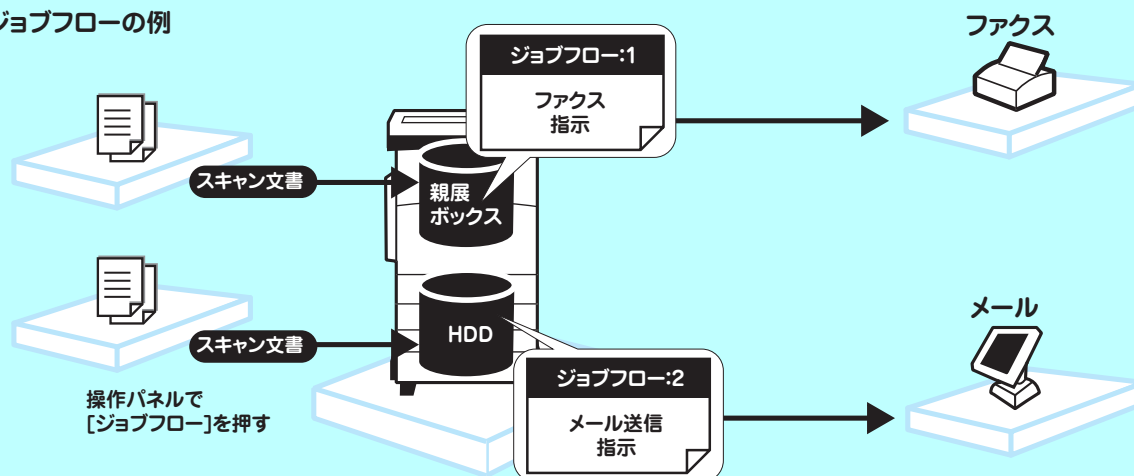 ジョブフローの例
ファクス
ジョブフロー:1
ファクス
指示
スキャン文書
親展
ボックス
メール
スキャン文書
HDD
ジョブフロー:2
メール送信
指示
操作パネルで
[ジョブフロー]を押す